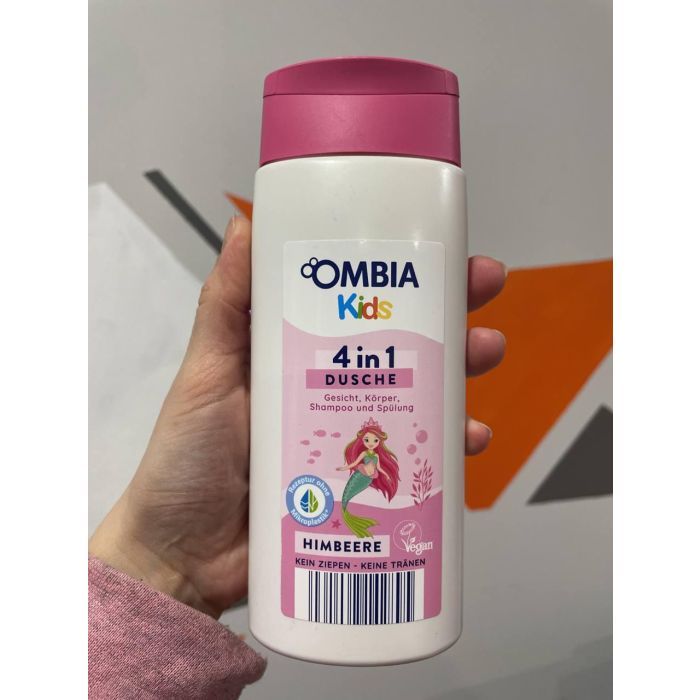 OMBIA
Kids
4 in 1
DUSCHE
Gesicht, Körper,
Shampoo und Spülung
Rezeptur ohne
Mikroplastik*
HIMBEERE
Vegan
KEIN ZIEPEN - KEINE TRÄNEN